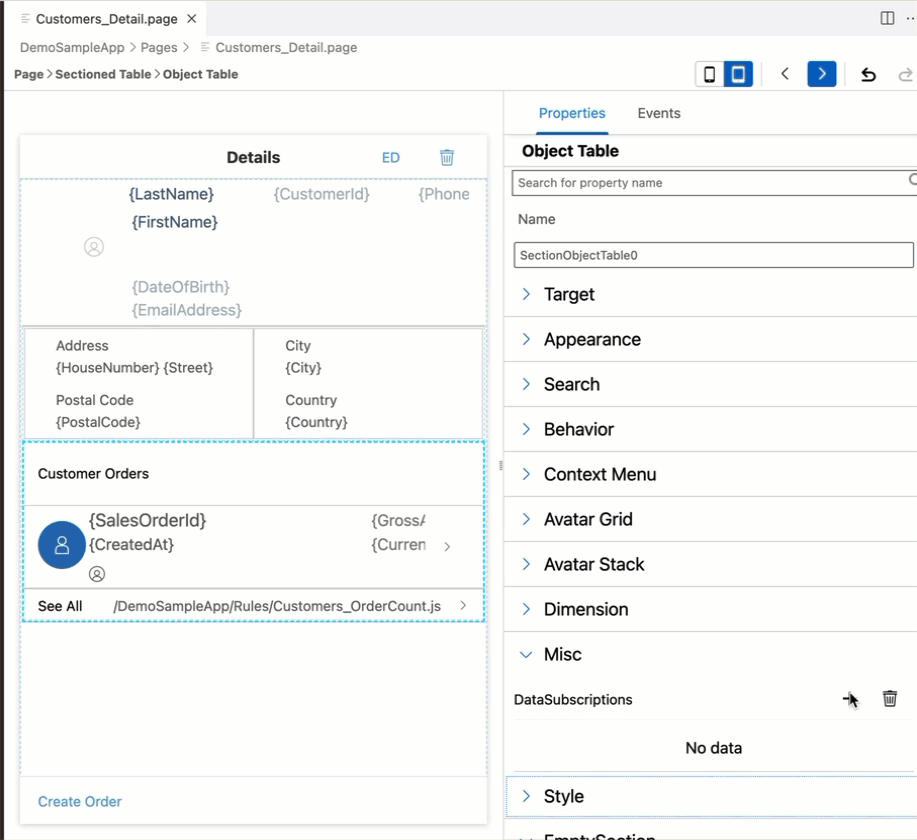 Customers_Detail.page
DemoSampleApp > Pages > Customers_Detail.page
Page > Sectioned Table > Object Table
Details
ED
{LastName}
{CustomerId}
{Phone
{FirstName}
{DateOfBirth}
{EmailAddress}
Address
{HouseNumber} {Street}
City
{City}
Postal Code
{PostalCode}
Country
{Country}
Customer Orders
{SalesOrderId}
{CreatedAt}
{GrossA
{Curren
See All
/DemoSampleApp/Rules/Customers_OrderCount.js
Create Order
Properties
Events
Object Table
Search for property name
Name
SectionObjectTable0
Target
Appearance
Search
Behavior
Context Menu
Avatar Grid
Avatar Stack
Dimension
Misc
DataSubscriptions
No data
Style
EmptySection